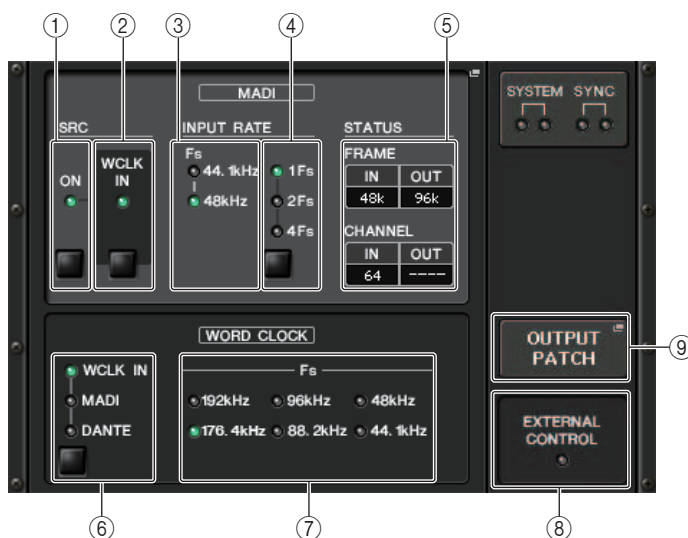 ① ② ③ ④ ⑤
MADI
SRC
ON
WCLK IN
INPUT RATE
Fs
44.1kHz
48kHz
1Fs
2Fs
4Fs
STATUS
FRAME
IN OUT
48k 96k
CHANNEL
IN OUT
64 ----
SYSTEM SYNC
WORD CLOCK
WCLK IN
MADI
DANTE
Fs
192kHz 96kHz 48kHz
176.4kHz 88.2kHz 44.1kHz
OUTPUT
PATCH
⑨
EXTERNAL
CONTROL
⑥ ⑦ ⑧